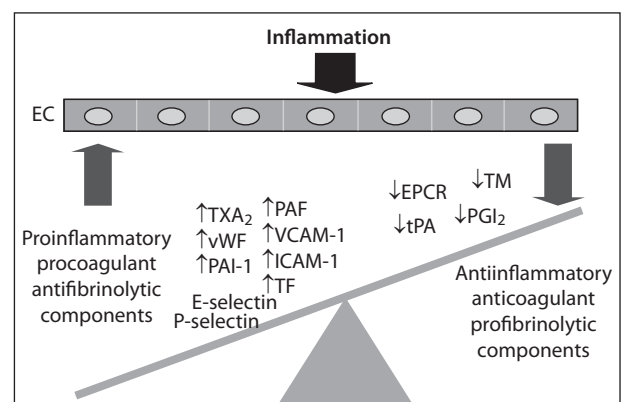 Inflammation
EC
↑TXA₂
↑vWF
↑PAI-1
E-selectin
P-selectin
↑PAF
↑VCAM-1
↑ICAM-1
↑TF
↓EPCR
↓tPA
↓TM
↓PGI₂
Proinflammatory
procoagulant
antifibrinolytic
components
Antiinflammatory
anticoagulant
profibrinolytic
components